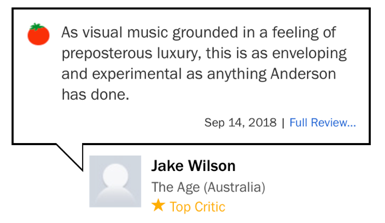 As visual music grounded in a feeling of
preposterous luxury, this is as enveloping
and experimental as anything Anderson
has done.
Sep 14, 2018 | Full Review...
Jake Wilson
The Age (Australia)
Top Critic